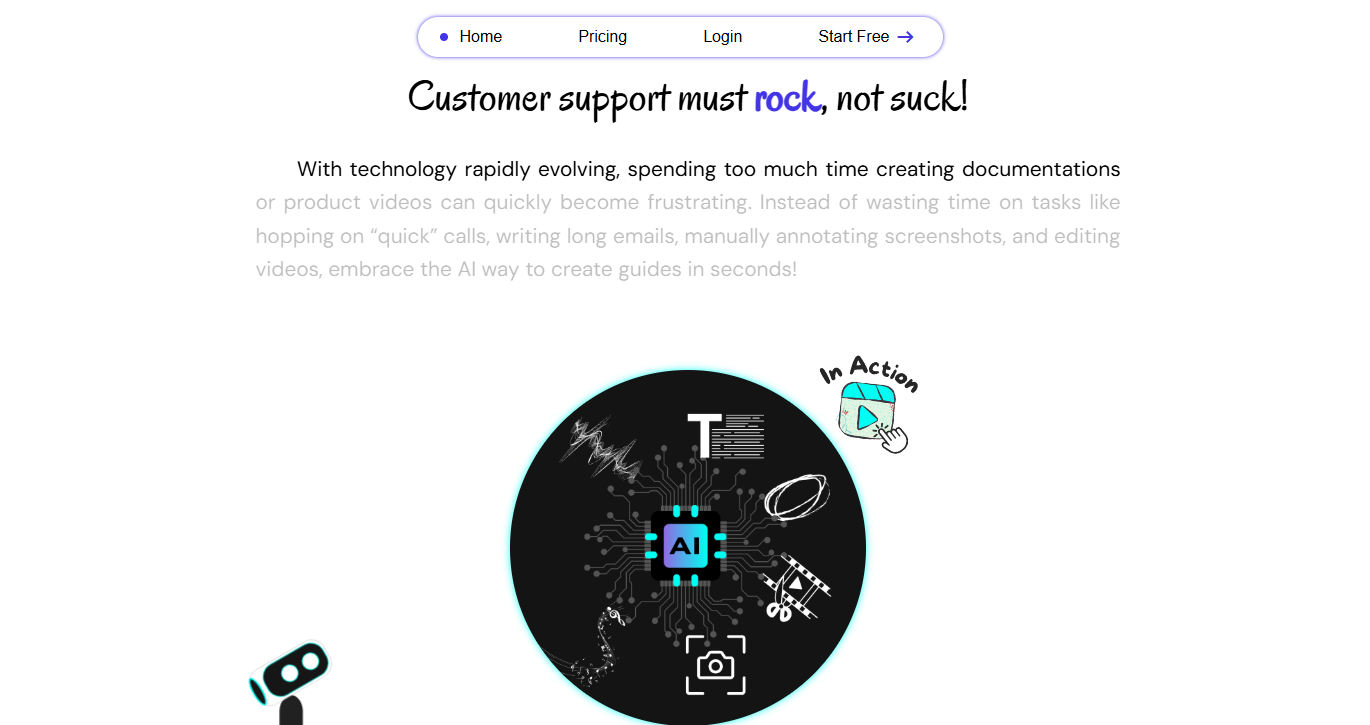 Home Pricing Login Start Free
Customer support must rock, not suck!
With technology rapidly evolving, spending too much time creating documentations
or product videos can quickly become frustrating. Instead of wasting time on tasks like
hopping on “quick” calls, writing long emails, manually annotating screenshots, and editing
videos, embrace the AI way to create guides in seconds!
In Action
T
AI